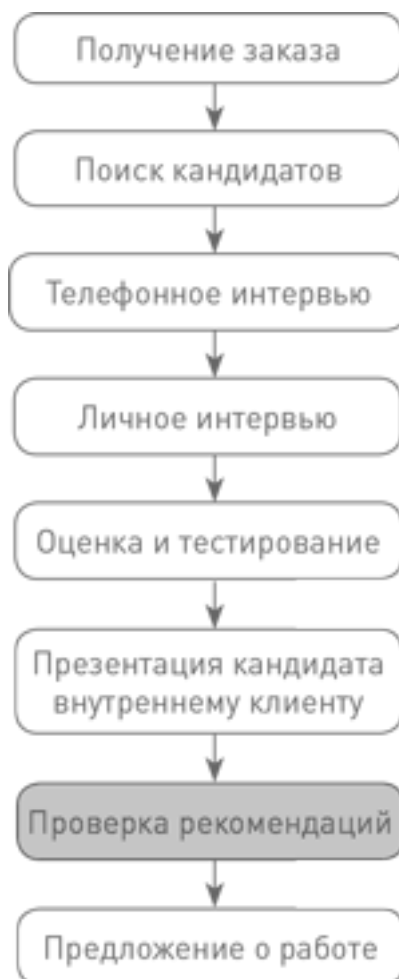 Получение заказа
Поиск кандидатов
Телефонное интервью
Личное интервью
Оценка и тестирование
Презентация кандидата
внутреннему клиенту
Проверка рекомендаций
Предложение о работе